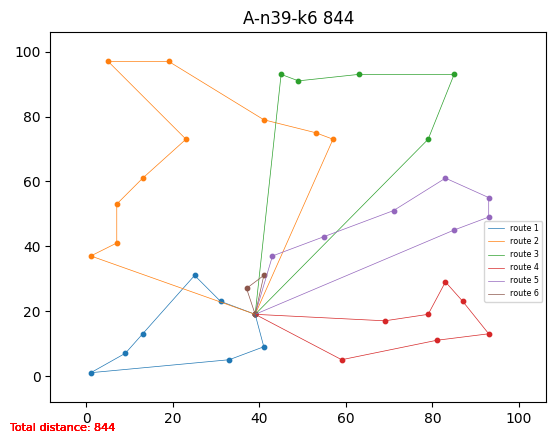 A-n39-k6 844
100
80
60
40
20
0
route 1
route 2
route 3
route 4
route 5
route 6
0 20 40 60 80 100
Total distance: 844